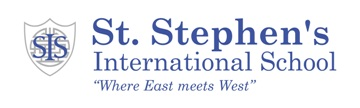 SIS
St. Stephen's
International School
"Where East meets West"